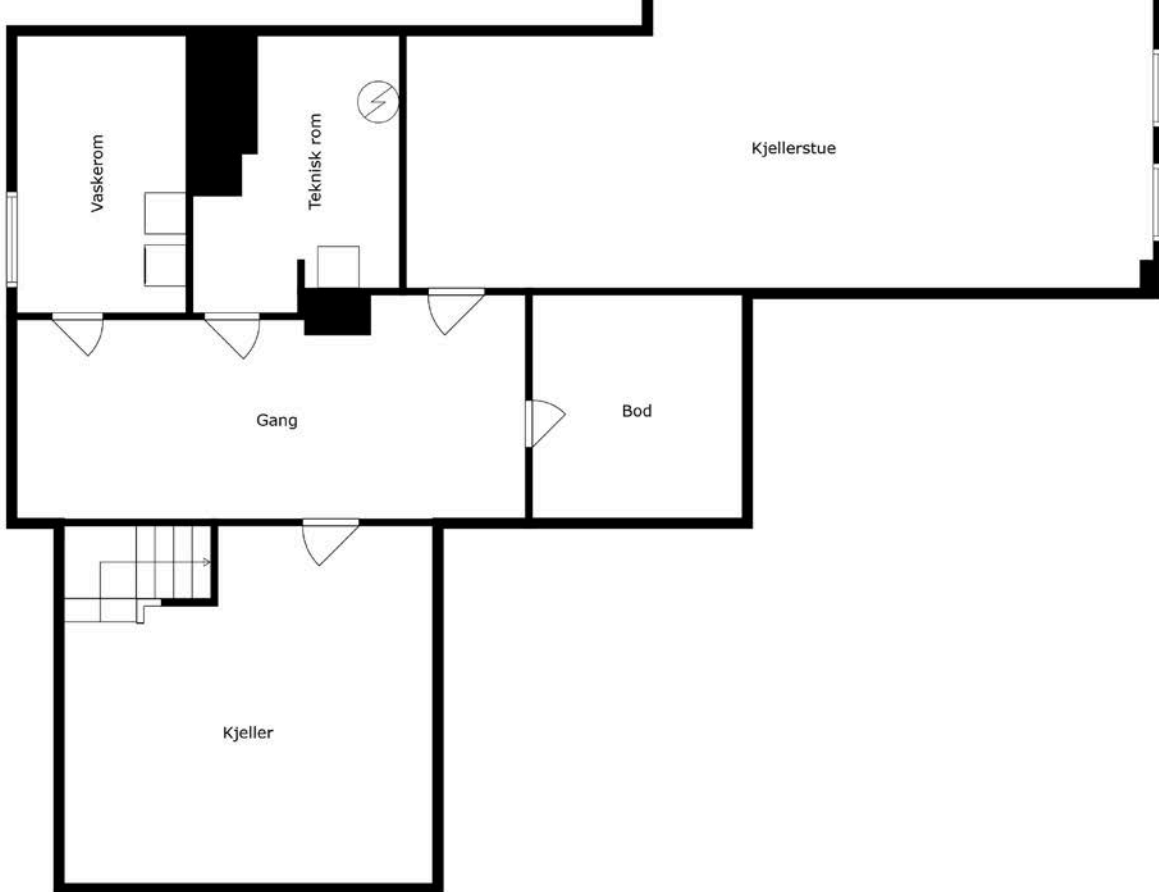 Vaskerom
Teknisk rom
Kjellerstue
Gang
Bod
Kjeller